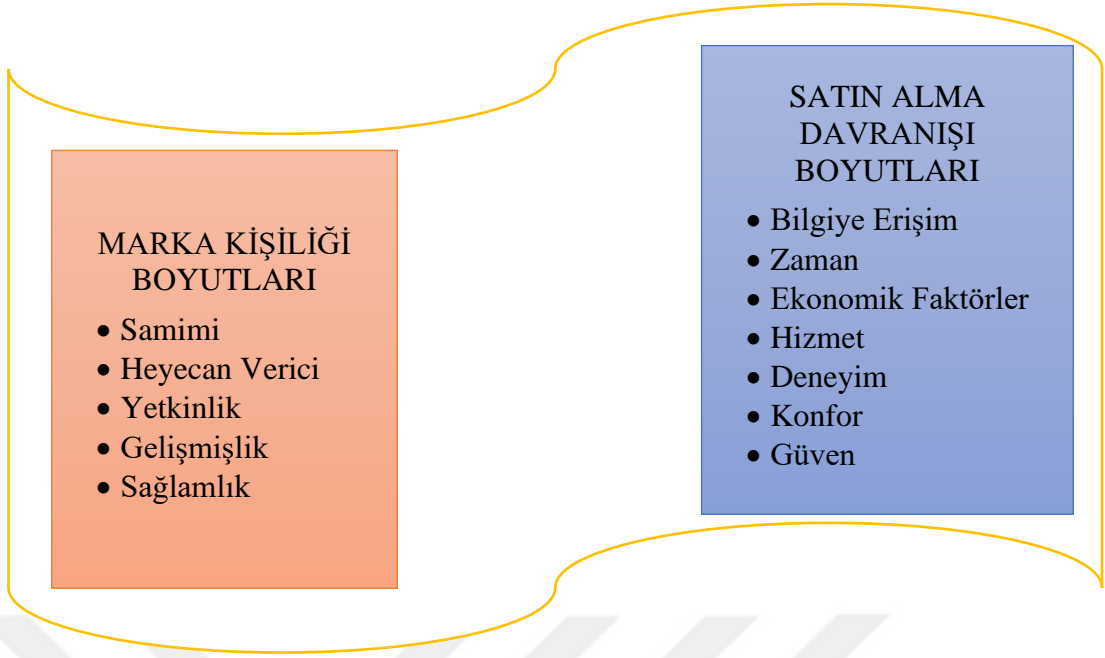 MARKA KİŞİLİĞİ
BOYUTLARI
• Samimi
• Heyecan Verici
• Yetkinlik
• Gelişmişlik
• Sağlamlık
SATIN ALMA
DAVRANIŞI
BOYUTLARI
• Bilgiye Erişim
• Zaman
• Ekonomik Faktörler
• Hizmet
• Deneyim
• Konfor
• Güven